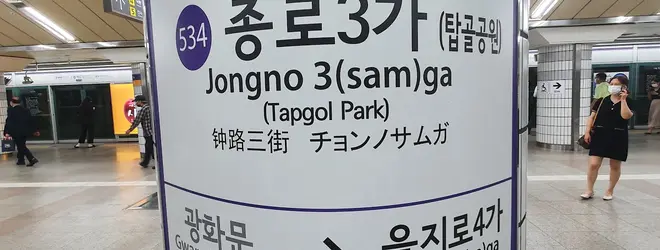 534
종로3가 (탑골공원)
Jongno 3(sam)ga
(Tapgol Park)
钟路三街 チョンノサムガ
광화문 을지로4가